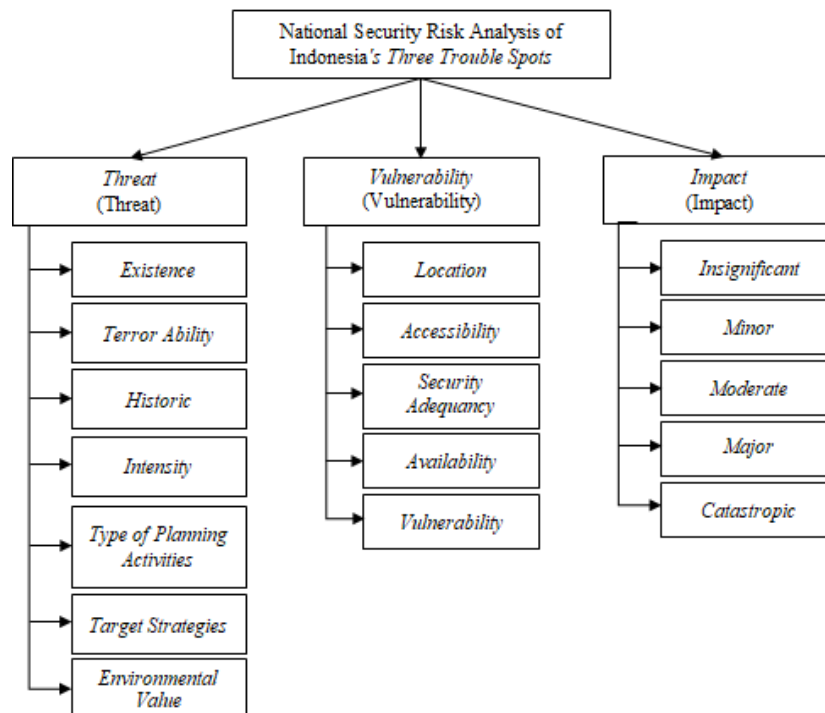 National Security Risk Analysis of
Indonesia's Three Trouble Spots
Threat
(Threat)
Existence
Terror Ability
Historic
Intensity
Type of Planning
Activities
Target Strategies
Environmental
Value
Vulnerability
(Vulnerability)
Location
Accessibility
Security
Adequancy
Availability
Vulnerability
Impact
(Impact)
Insignificant
Minor
Moderate
Major
Catastropic